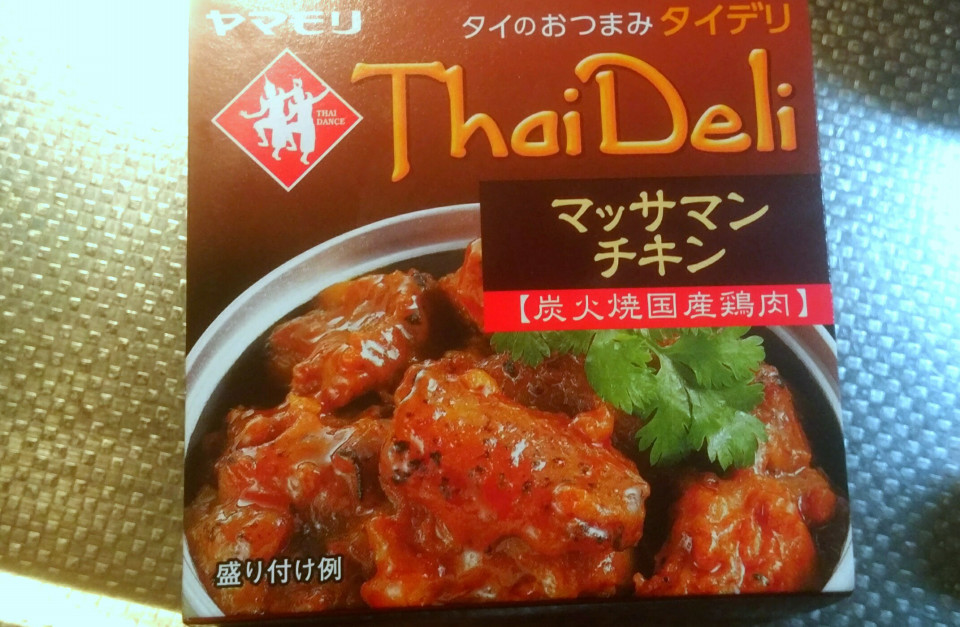 ヤマモリ
タイのおつまみ タイデリ
THAI
DANCE
ThaiDeli
マッサマン
チキン
【炭火焼国産鶏肉】
盛り付け例